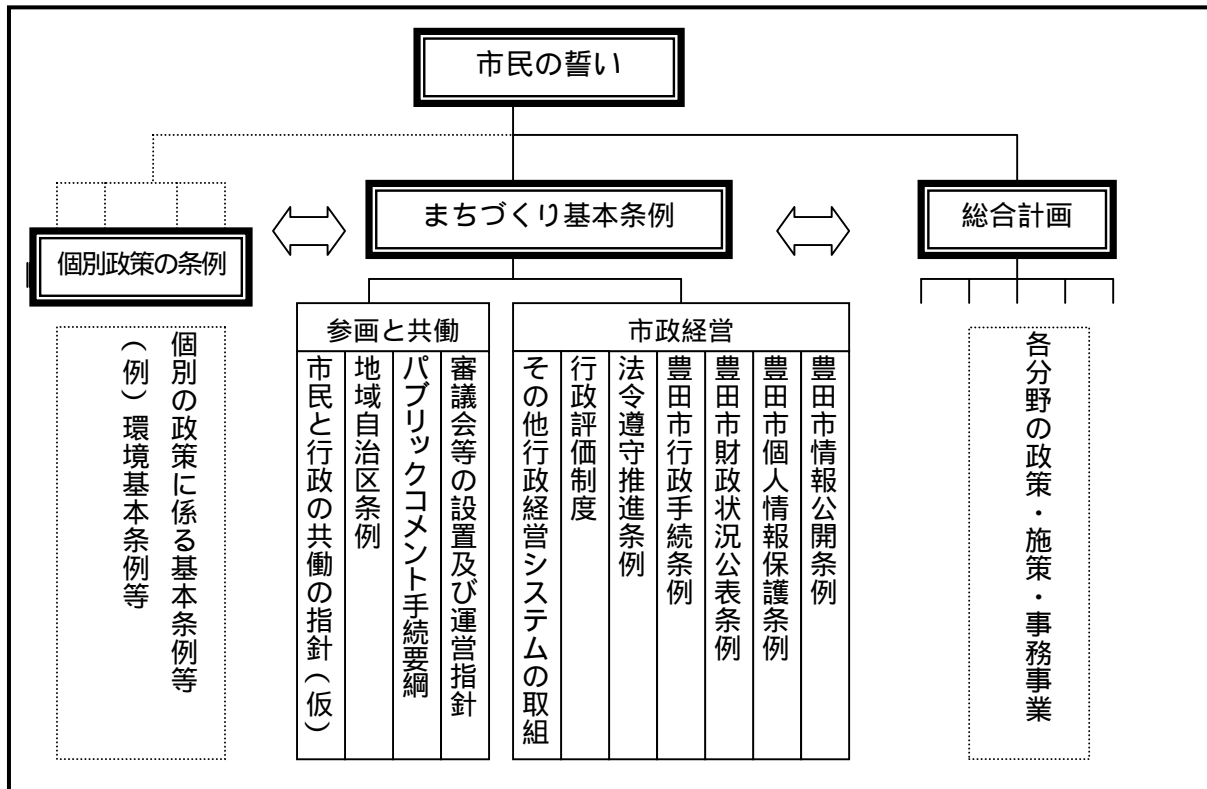 市民の誓い
個別政策の条例
まちづくり基本条例
総合計画
個別の政策に係る基本条例等
（例）環境基本条例等
参画と共働
審議会等の設置及び運営指針
パブリックコメント手続要綱
地域自治区条例
市民と行政の共働の指針（仮）
市政経営
豊田市情報公開条例
豊田市個人情報保護条例
豊田市財政状況公表条例
豊田市行政手続条例
法令遵守推進条例
行政評価制度
その他行政経営システムの取組
各分野の政策・施策・事務事業